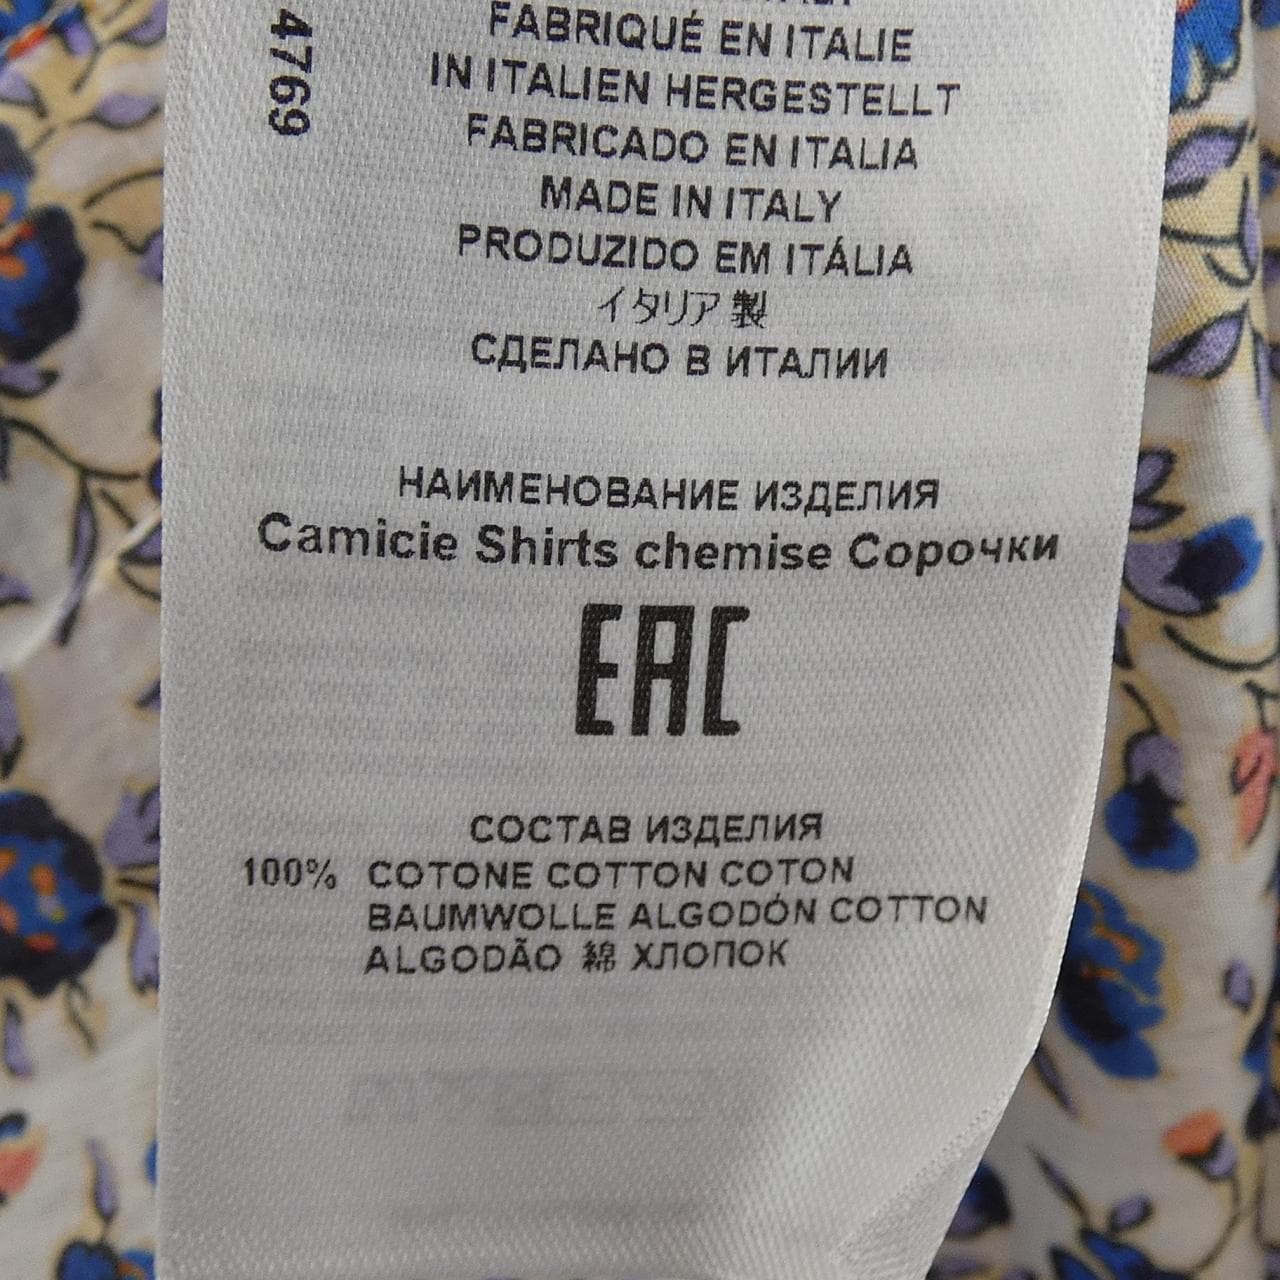 FABRIQUÉ EN ITALIE
IN ITALIEN HERGESTELLT
FABRICADO EN ITALIA
MADE IN ITALY
PRODUZIDO EM ITÁLIA
イタリア製
СДЕЛАНО В ИТАЛИИ
4769
НАИМЕНОВАНИЕ ИЗДЕЛИЯ
Camicie Shirts chemise Сорочки
EAC
СОСТАВ ИЗДЕЛИЯ
100% COTONE COTTON COTON
BAUMWOLLE ALGODÓN COTTON
ALGODÃO 綿 ХЛОПОК